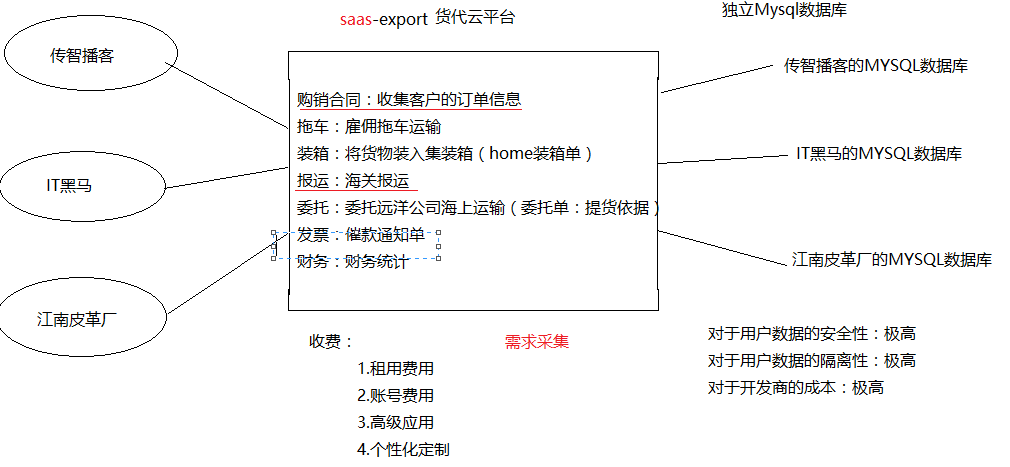 saas-export 货代云平台
独立Mysql数据库
传智播客
IT黑马
江南皮革厂
购销合同：收集客户的订单信息
拖车：雇佣拖车运输
装箱：将货物装入集装箱（home装箱单）
报运：海关报运
委托：委托远洋公司海上运输（委托单：提货依据）
发票：催款通知单
财务：财务统计
传智播客的MYSQL数据库
IT黑马的MYSQL数据库
江南皮革厂的MYSQL数据库
收费：
1.租用费用
2.账号费用
3.高级应用
4.个性化定制
需求采集
对于用户数据的安全性：极高
对于用户数据的隔离性：极高
对于开发商的成本：极高